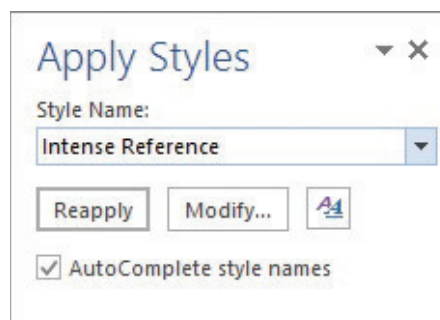 Apply Styles
Style Name:
Intense Reference
Reapply Modify...
AutoComplete style names